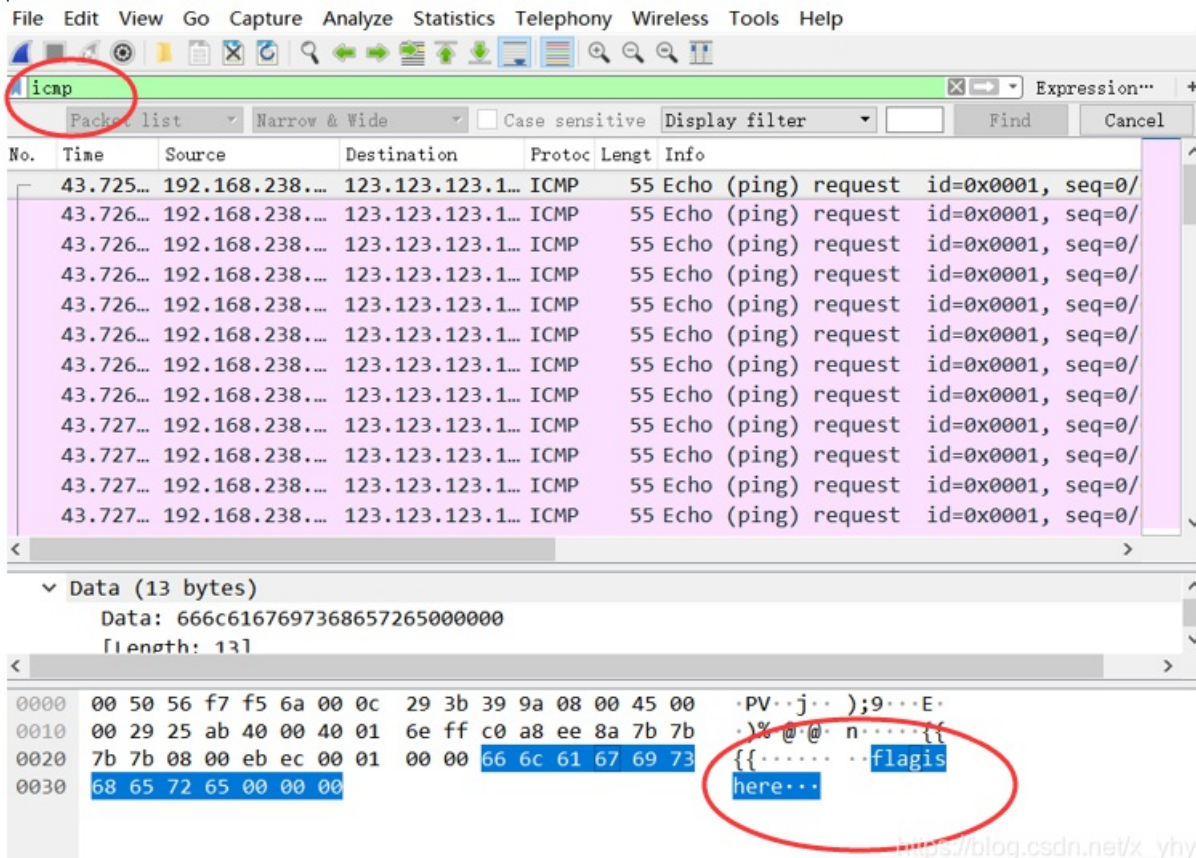 File Edit View Go Capture Analyze Statistics Telephony Wireless Tools Help
icmp Expression… +
Packet list Narrow & Wide Case sensitive Display filter Find Cancel
No. Time Source Destination Protoc Lengt Info
43.725… 192.168.238.… 123.123.123.1… ICMP 55 Echo (ping) request id=0x0001, seq=0/
43.726… 192.168.238.… 123.123.123.1… ICMP 55 Echo (ping) request id=0x0001, seq=0/
43.726… 192.168.238.… 123.123.123.1… ICMP 55 Echo (ping) request id=0x0001, seq=0/
43.726… 192.168.238.… 123.123.123.1… ICMP 55 Echo (ping) request id=0x0001, seq=0/
43.726… 192.168.238.… 123.123.123.1… ICMP 55 Echo (ping) request id=0x0001, seq=0/
43.726… 192.168.238.… 123.123.123.1… ICMP 55 Echo (ping) request id=0x0001, seq=0/
43.726… 192.168.238.… 123.123.123.1… ICMP 55 Echo (ping) request id=0x0001, seq=0/
43.726… 192.168.238.… 123.123.123.1… ICMP 55 Echo (ping) request id=0x0001, seq=0/
43.727… 192.168.238.… 123.123.123.1… ICMP 55 Echo (ping) request id=0x0001, seq=0/
43.727… 192.168.238.… 123.123.123.1… ICMP 55 Echo (ping) request id=0x0001, seq=0/
43.727… 192.168.238.… 123.123.123.1… ICMP 55 Echo (ping) request id=0x0001, seq=0/
43.727… 192.168.238.… 123.123.123.1… ICMP 55 Echo (ping) request id=0x0001, seq=0/
Data (13 bytes)
Data: 666c6167697368657265000000
[Length: 13]
0000 00 50 56 f7 f5 6a 00 0c 29 3b 39 9a 08 00 45 00 ·PV··j·· );9···E·
0010 00 29 25 ab 40 00 40 01 6e ff c0 a8 ee 8a 7b 7b ·)%·@·@· n·····{{
0020 7b 7b 08 00 eb ec 00 01 00 00 66 6c 61 67 69 73 {{······ ··flagis
0030 68 65 72 65 00 00 00 here···
https://blog.csdn.net/x_yhy